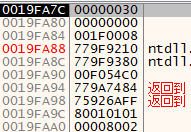 0019FA7C 00000030
0019FA80 00000000
0019FA84 001F0008
0019FA88 779F9210 ntdll.
0019FA8C 779F9380 ntdll.
0019FA90 00F054C0
0019FA94 779A7484 返回到
0019FA98 75926AFF 返回到
0019FA9C 80010101
0019FAA0 00008002